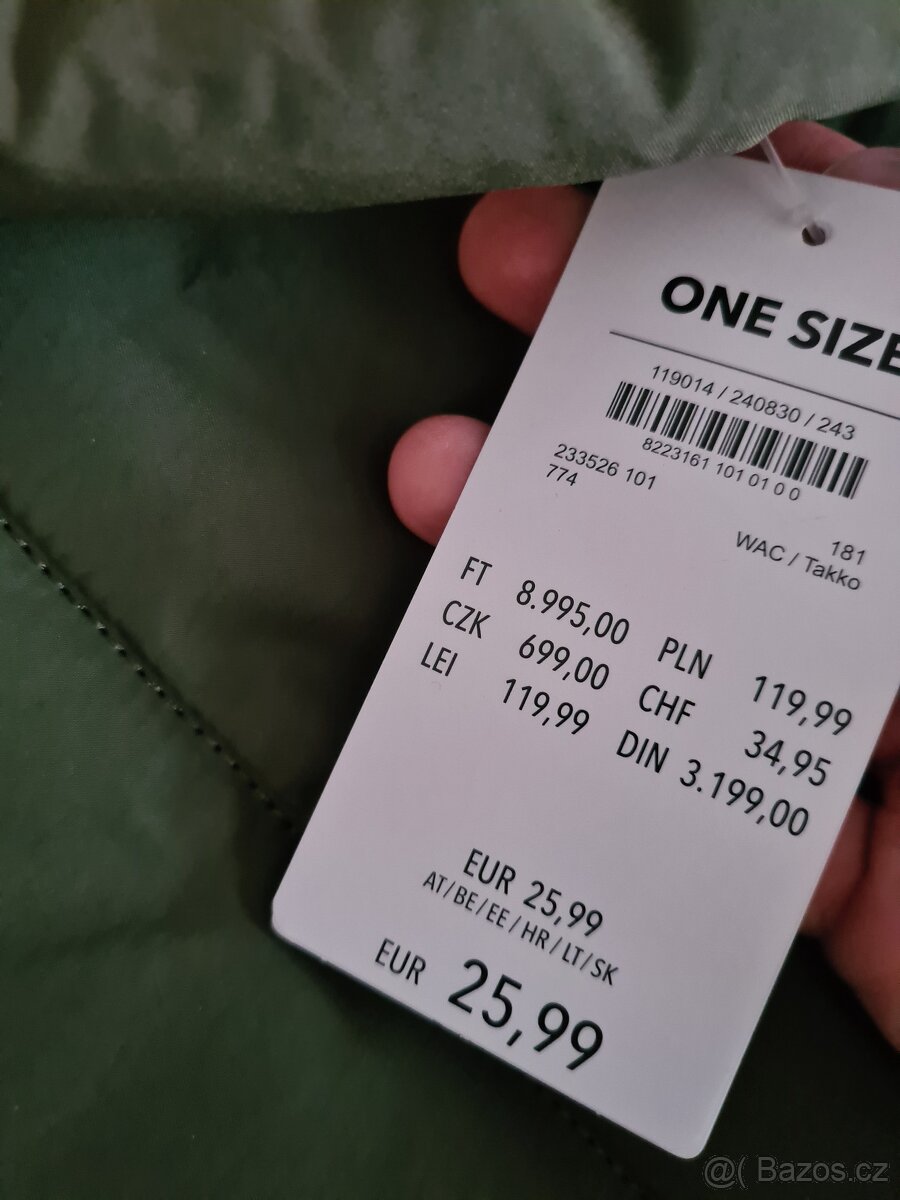 ONE SIZE
119014 / 240830 / 243
8223161 101 01 0 0
233526 101
774
181
WAC / Takko
FT 8.995,00 PLN 119,99
CZK 699,00 CHF 34,95
LEI 119,99 DIN 3.199,00
EUR 25,99
AT/BE/EE/HR/LT/SK
EUR 25,99
@( Bazos.cz